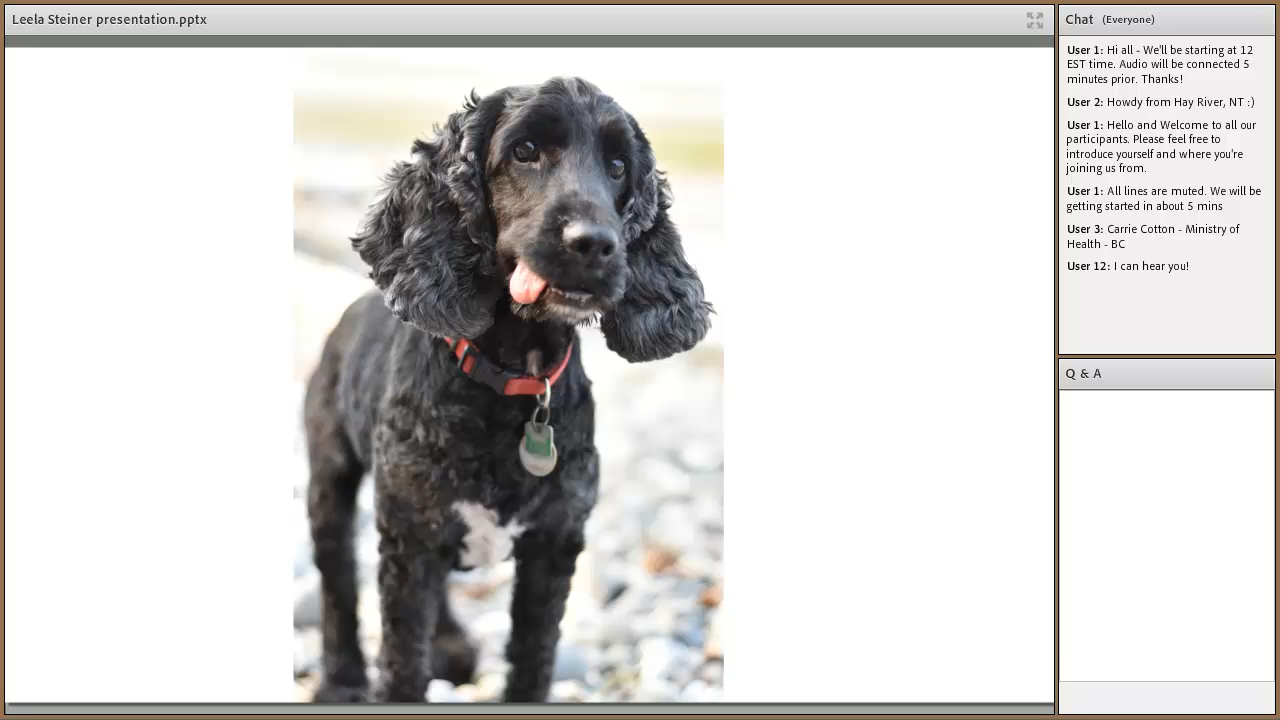 Leela Steiner presentation.pptx
Chat (Everyone)
User 1: Hi all - We'll be starting at 12
EST time. Audio will be connected 5
minutes prior. Thanks!
User 2: Howdy from Hay River, NT :)
User 1: Hello and Welcome to all our
participants. Please feel free to
introduce yourself and where you're
joining us from.
User 1: All lines are muted. We will be
getting started in about 5 mins
User 3: Carrie Cotton - Ministry of
Health - BC
User 12: I can hear you!
Q & A